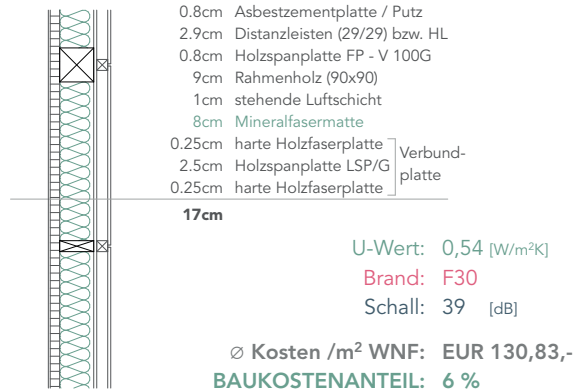 0.8cm Asbestzementplatte / Putz
2.9cm Distanzleisten (29/29) bzw. HL
0.8cm Holzspanplatte FP - V 100G
9cm Rahmenholz (90x90)
1cm stehende Luftschicht
8cm Mineralfasermatte
0.25cm harte Holzfaserplatte
2.5cm Holzspanplatte LSP/G
0.25cm harte Holzfaserplatte
Verbund-
platte
17cm
U-Wert: 0,54 [W/m²K]
Brand: F30
Schall: 39 [dB]
∅ Kosten /m² WNF: EUR 130,83,-
BAUKOSTENANTEIL: 6 %